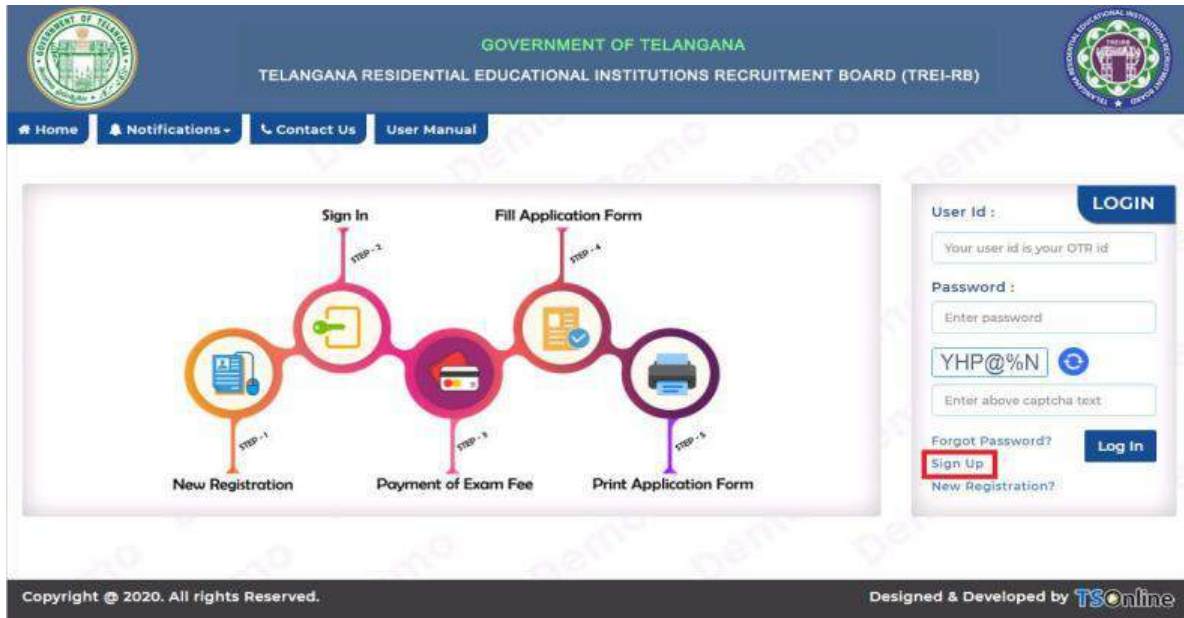 GOVERNMENT OF TELANGANA
TELANGANA RESIDENTIAL EDUCATIONAL INSTITUTIONS RECRUITMENT BOARD (TREI-RB)
Home
Notifications
Contact Us
User Manual
Sign In
Fill Application Form
STEP - 2
STEP - 4
STEP - 1
STEP - 3
STEP - 5
New Registration
Payment of Exam Fee
Print Application Form
LOGIN
User Id :
Your user id is your OTR id
Password :
Enter password
YHP@%N
Enter above captcha text
Forgot Password?
Log In
Sign Up
New Registration?
Demo
Copyright @ 2020. All rights Reserved.
Designed & Developed by TSOnline